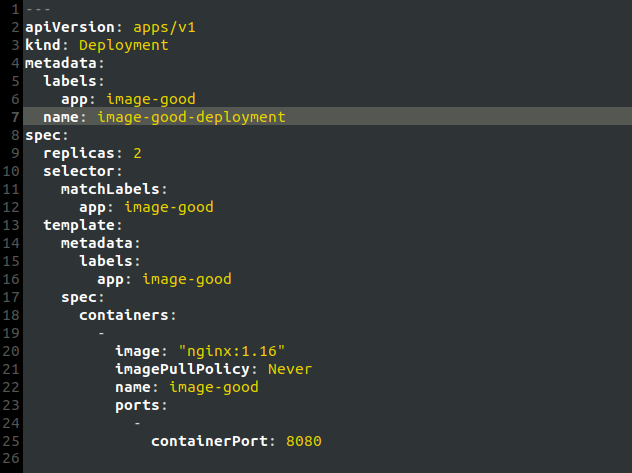 1 ---
2 apiVersion: apps/v1
3 kind: Deployment
4 metadata:
5   labels:
6     app: image-good
7   name: image-good-deployment
8 spec:
9   replicas: 2
10   selector:
11     matchLabels:
12       app: image-good
13   template:
14     metadata:
15       labels:
16         app: image-good
17     spec:
18       containers:
19         -
20           image: "nginx:1.16"
21           imagePullPolicy: Never
22           name: image-good
23           ports:
24             -
25               containerPort: 8080
26